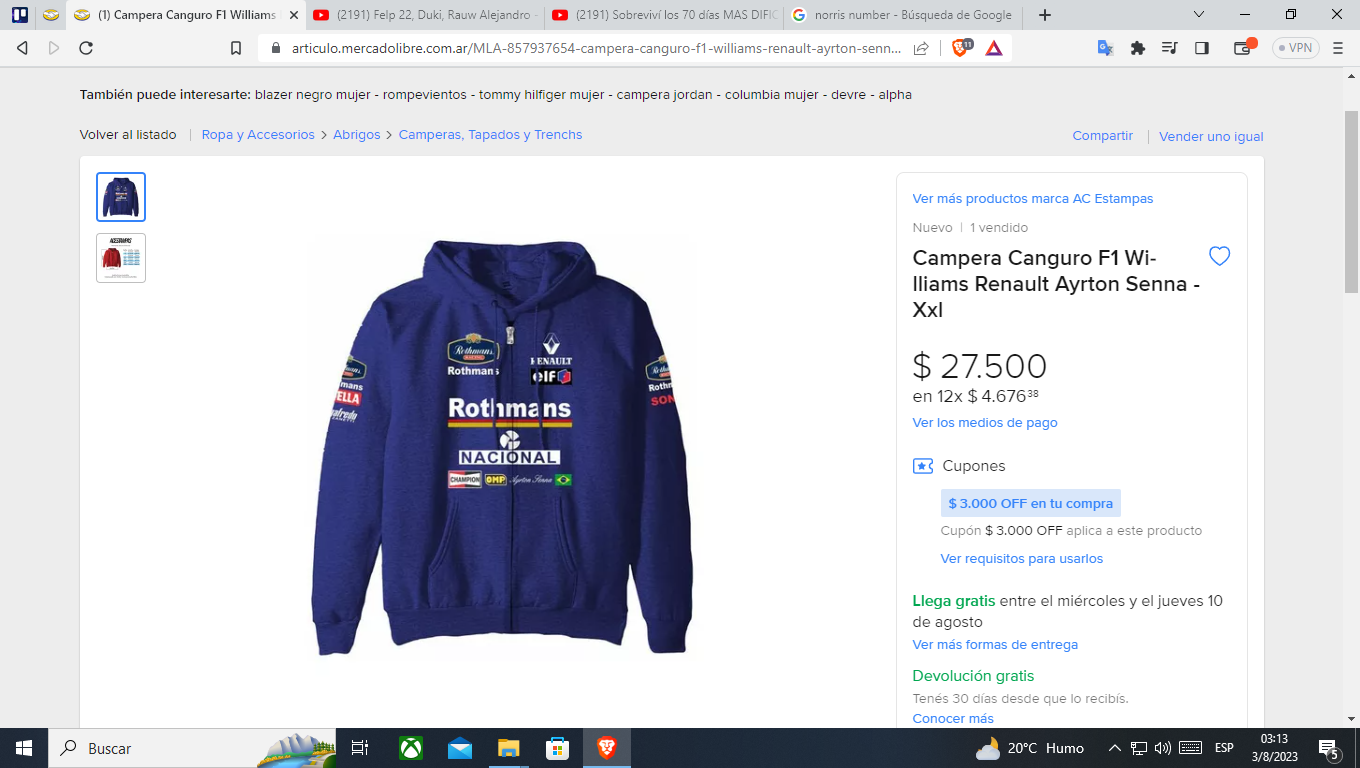 (1) Campera Canguro F1 Williams
(2191) Felp 22, Duki, Rauw Alejandro -
(2191) Sobreviví los 70 días MAS DIFIC
norris number - Búsqueda de Google
articulo.mercadolibre.com.ar/MLA-857937654-campera-canguro-f1-williams-renault-ayrton-senn...
11
VPN
También puede interesarte: blazer negro mujer - rompevientos - tommy hilfiger mujer - campera jordan - columbia mujer - devre - alpha
Volver al listado
Ropa y Accesorios > Abrigos > Camperas, Tapados y Trenchs
Compartir
Vender uno igual
Ver más productos marca AC Estampas
Nuevo | 1 vendido
Campera Canguro F1 Wi-
lliams Renault Ayrton Senna -
Xxl
$ 27.500
en 12x $ 4.676 38
Ver los medios de pago
Cupones
$ 3.000 OFF en tu compra
Cupón $ 3.000 OFF aplica a este producto
Ver requisitos para usarlos
Llega gratis entre el miércoles y el jueves 10
de agosto
Ver más formas de entrega
Devolución gratis
Tenés 30 días desde que lo recibís.
Conocer más
Rothmans
RACING
Rothmans
RENAULT
elf
Rothmans
NACIONAL
CHAMPION
OMP
Ayrton Senna
Buscar
20°C Humo
ESP
03:13
3/8/2023
5